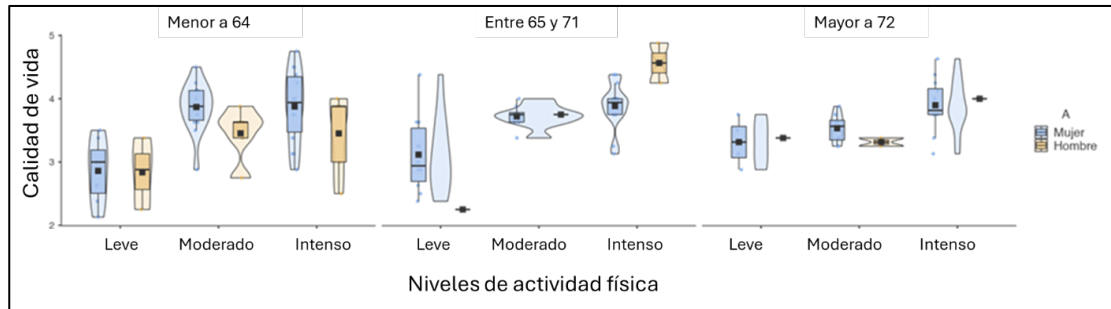 Menor a 64
Entre 65 y 71
Mayor a 72
Calidad de vida
5
4
3
2
Leve
Moderado
Intenso
Leve
Moderado
Intenso
Leve
Moderado
Intenso
Niveles de actividad física
A
Mujer
Hombre